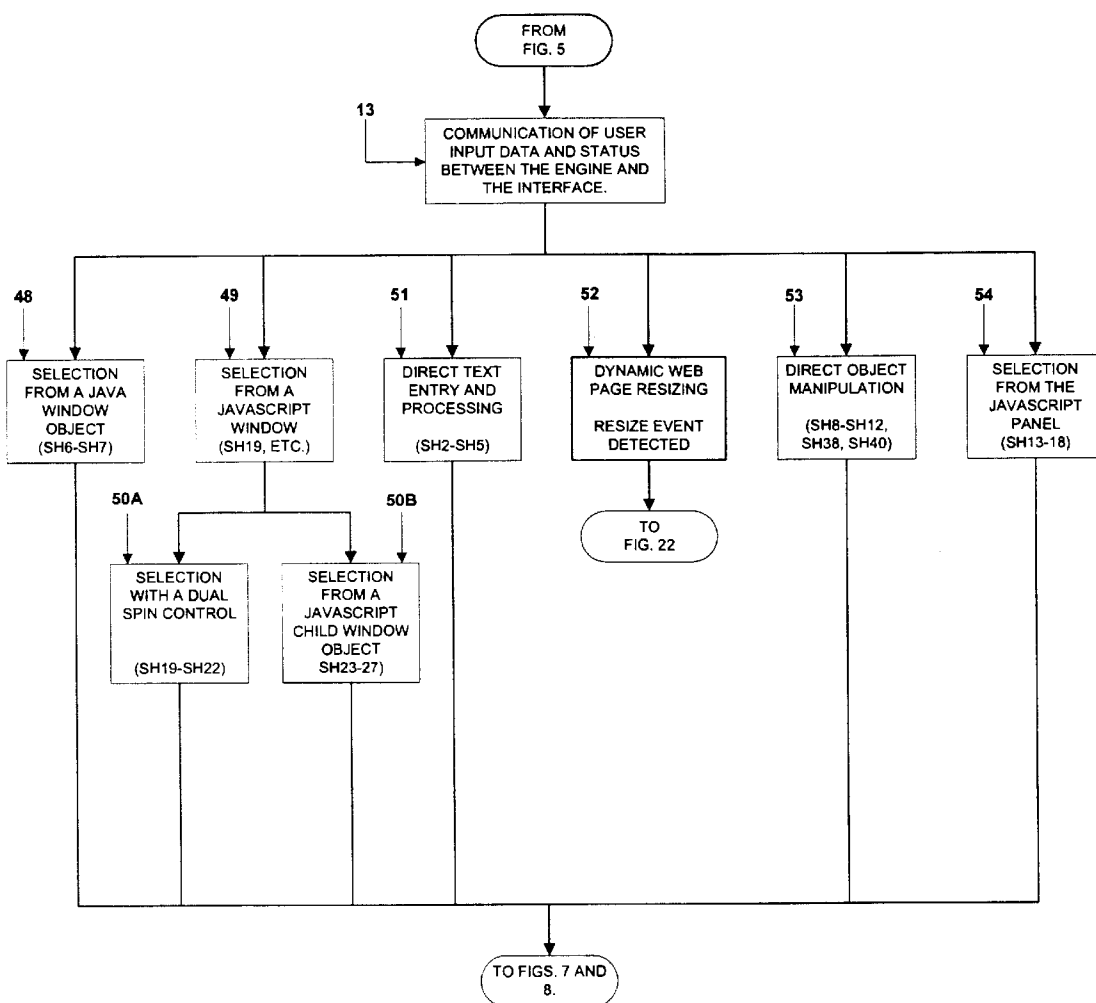 FROM
FIG. 5
13
COMMUNICATION OF USER
INPUT DATA AND STATUS
BETWEEN THE ENGINE AND
THE INTERFACE.
48
SELECTION
FROM A JAVA
WINDOW
OBJECT
(SH6-SH7)
49
SELECTION
FROM A
JAVASCRIPT
WINDOW
(SH19, ETC.)
51
DIRECT TEXT
ENTRY AND
PROCESSING
(SH2-SH5)
52
DYNAMIC WEB
PAGE RESIZING
RESIZE EVENT
DETECTED
53
DIRECT OBJECT
MANIPULATION
(SH8-SH12,
SH38, SH40)
54
SELECTION
FROM THE
JAVASCRIPT
PANEL
(SH13-18)
50A
SELECTION
WITH A DUAL
SPIN CONTROL
(SH19-SH22)
50B
SELECTION
FROM A
JAVASCRIPT
CHILD WINDOW
OBJECT
SH23-27)
TO
FIG. 22
TO FIGS. 7 AND
8.